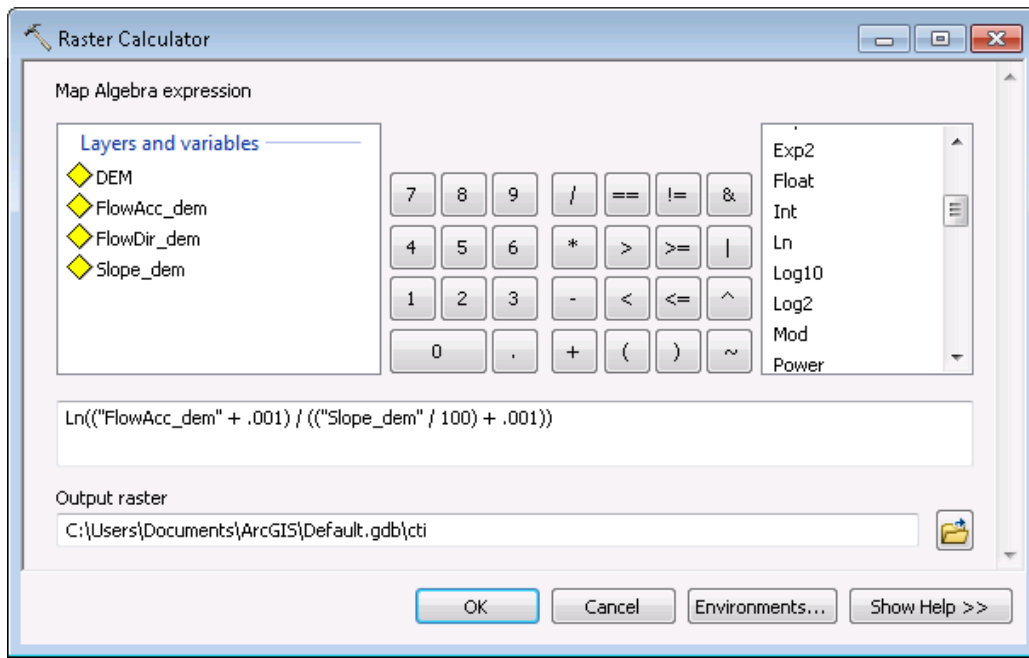 Raster Calculator
Map Algebra expression
Layers and variables
DEM
FlowAcc_dem
FlowDir_dem
Slope_dem
7 8 9 / == != &
4 5 6 * > >= |
1 2 3 - < <= ^
0 . + ( ) ~
Exp2
Float
Int
Ln
Log10
Log2
Mod
Power
Ln(("FlowAcc_dem" + .001) / (("Slope_dem" / 100) + .001))
Output raster
C:\Users\Documents\ArcGIS\Default.gdb\cti
OK Cancel Environments... Show Help >>